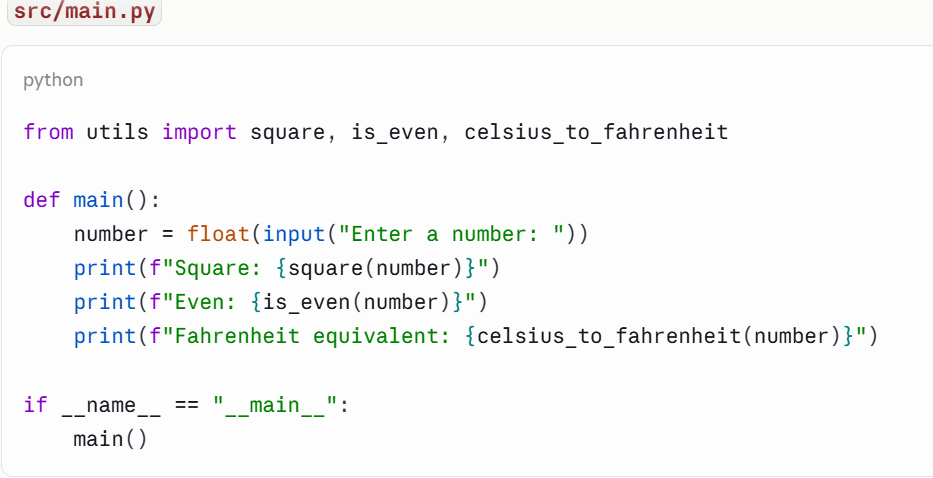 src/main.py
python
from utils import square, is_even, celsius_to_fahrenheit
def main():
    number = float(input("Enter a number: "))
    print(f"Square: {square(number)}")
    print(f"Even: {is_even(number)}")
    print(f"Fahrenheit equivalent: {celsius_to_fahrenheit(number)}")
if __name__ == "__main__":
    main()